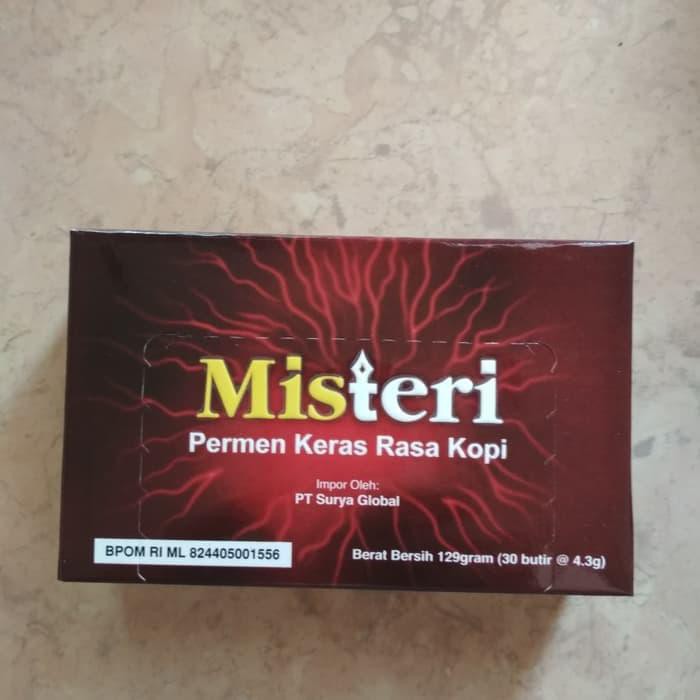 Misteri
Permen Keras Rasa Kopi
Impor Oleh:
PT Surya Global
BPOM RI ML 824405001556
Berat Bersih 129gram (30 butir @ 4.3g)